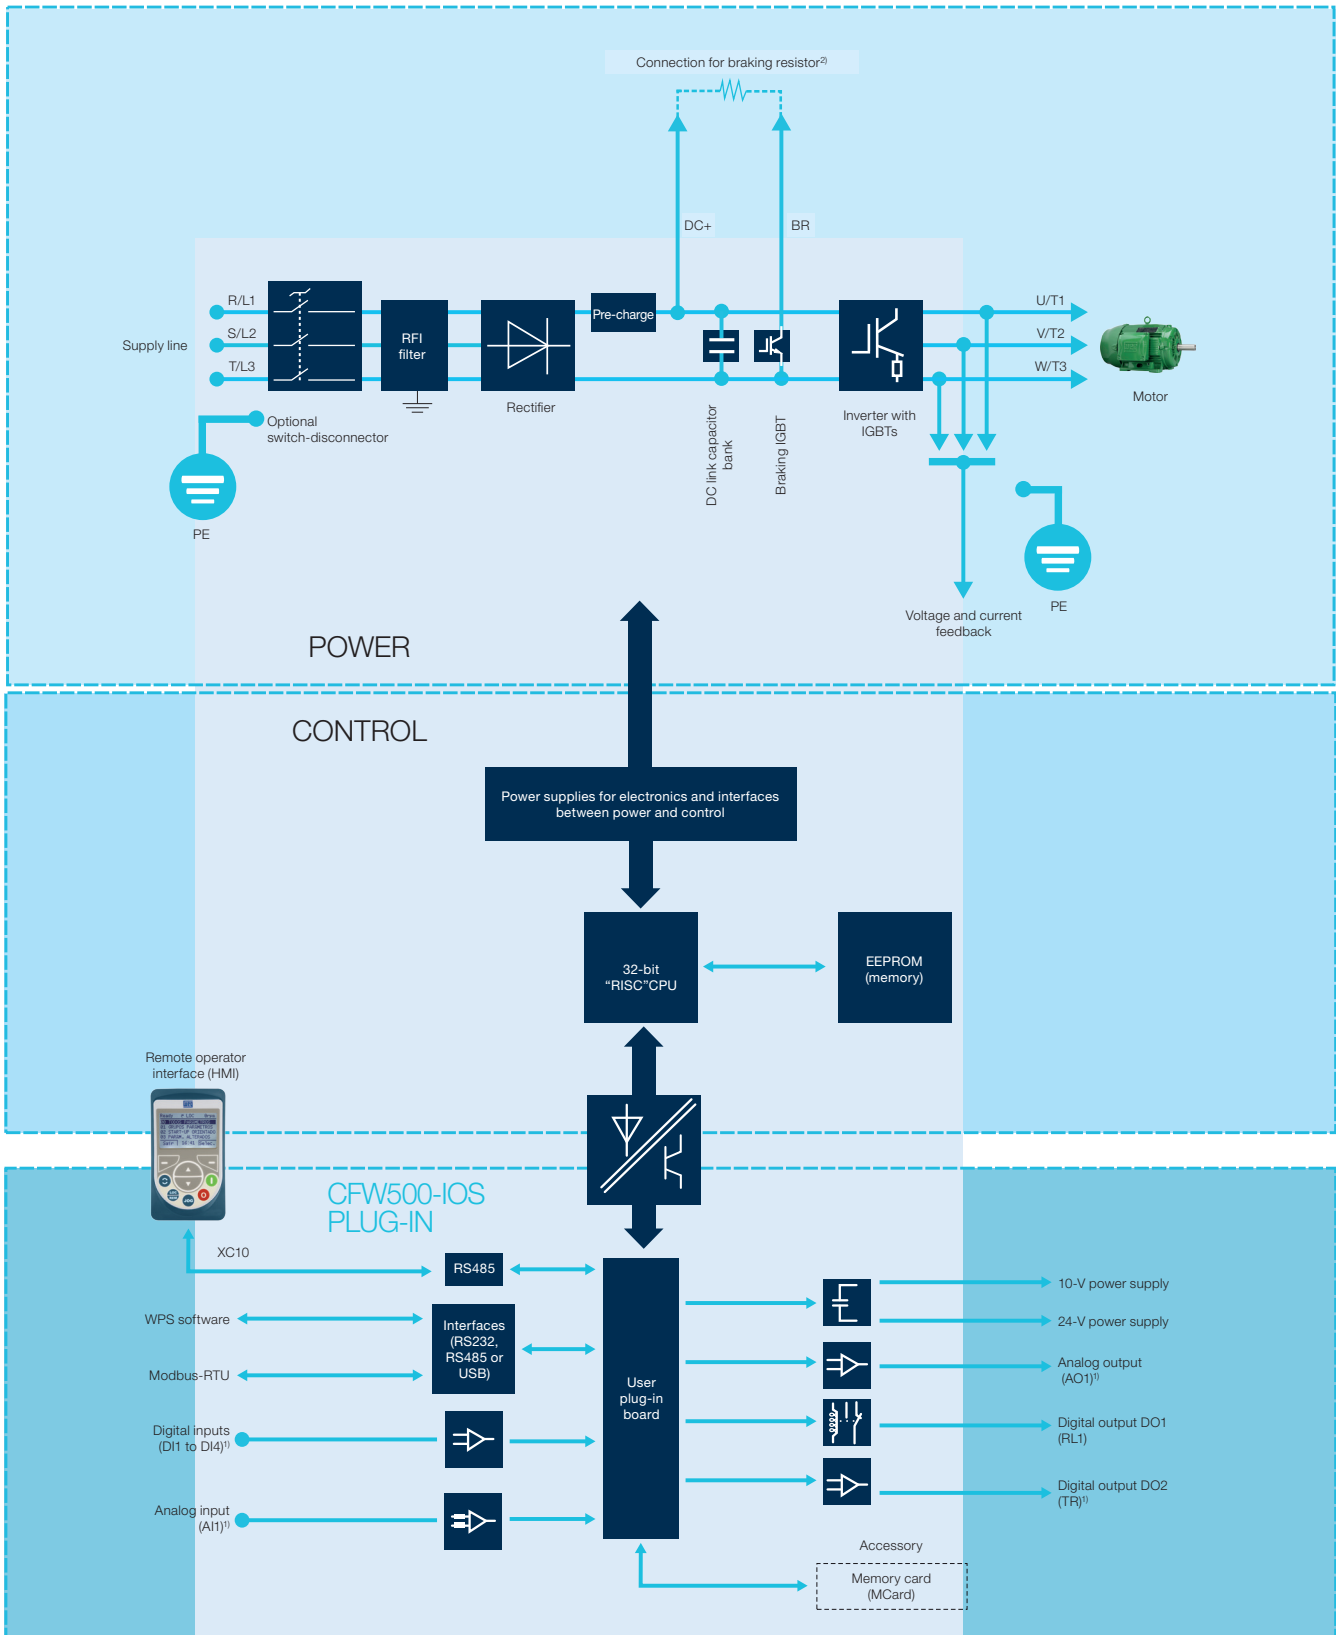 Connection for braking resistor2)
DC+
BR
R/L1
S/L2
T/L3
Supply line
RFI
filter
Rectifier
Pre-charge
DC link capacitor
bank
Braking IGBT
Inverter with
IGBTs
U/T1
V/T2
W/T3
Motor
Optional
switch-disconnector
PE
PE
Voltage and current
feedback
POWER
CONTROL
Power supplies for electronics and interfaces
between power and control
32-bit
“RISC”CPU
EEPROM
(memory)
Remote operator
interface (HMI)
CFW500-IOS
PLUG-IN
XC10
RS485
WPS software
Modbus-RTU
Interfaces
(RS232,
RS485 or
USB)
Digital inputs
(DI1 to DI4)1)
Analog input
(AI1)1)
User
plug-in
board
10-V power supply
24-V power supply
Analog output
(AO1)1)
Digital output DO1
(RL1)
Digital output DO2
(TR)1)
Accessory
Memory card
(MCard)